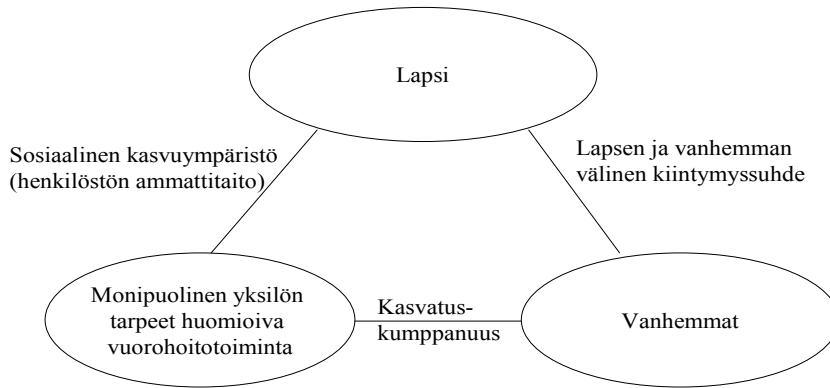 Lapsi
Sosiaalinen kasvuympäristö
(henkilöstön ammattitaito)
Lapsen ja vanhemman
välinen kiintymyssuhde
Monipuolinen yksilön
tarpeet huomioiva
vuorohoitotoiminta
Kasvatus-
kumppanuus
Vanhemmat